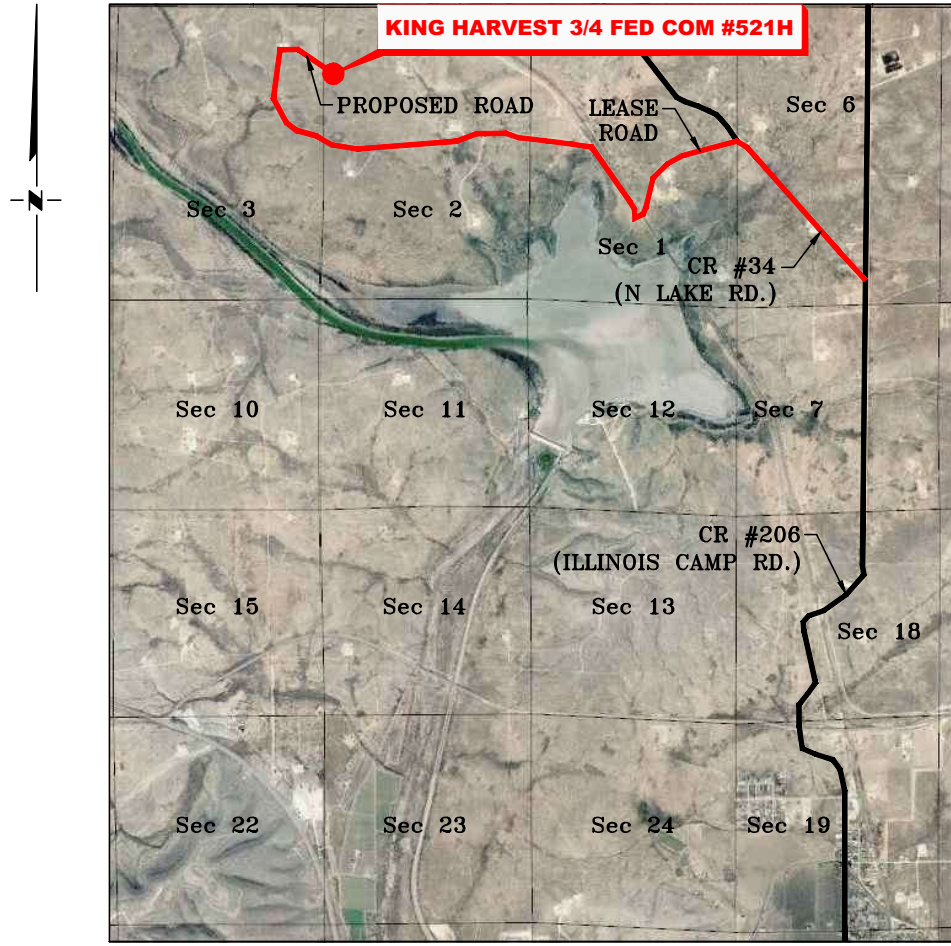 KING HARVEST 3/4 FED COM #521H
PROPOSED ROAD
LEASE
ROAD
Sec 6
N
Sec 3
Sec 2
Sec 1
CR #34
(N LAKE RD.)
Sec 10
Sec 11
Sec 12
Sec 7
CR #206
(ILLINOIS CAMP RD.)
Sec 15
Sec 14
Sec 13
Sec 18
Sec 22
Sec 23
Sec 24
Sec 19